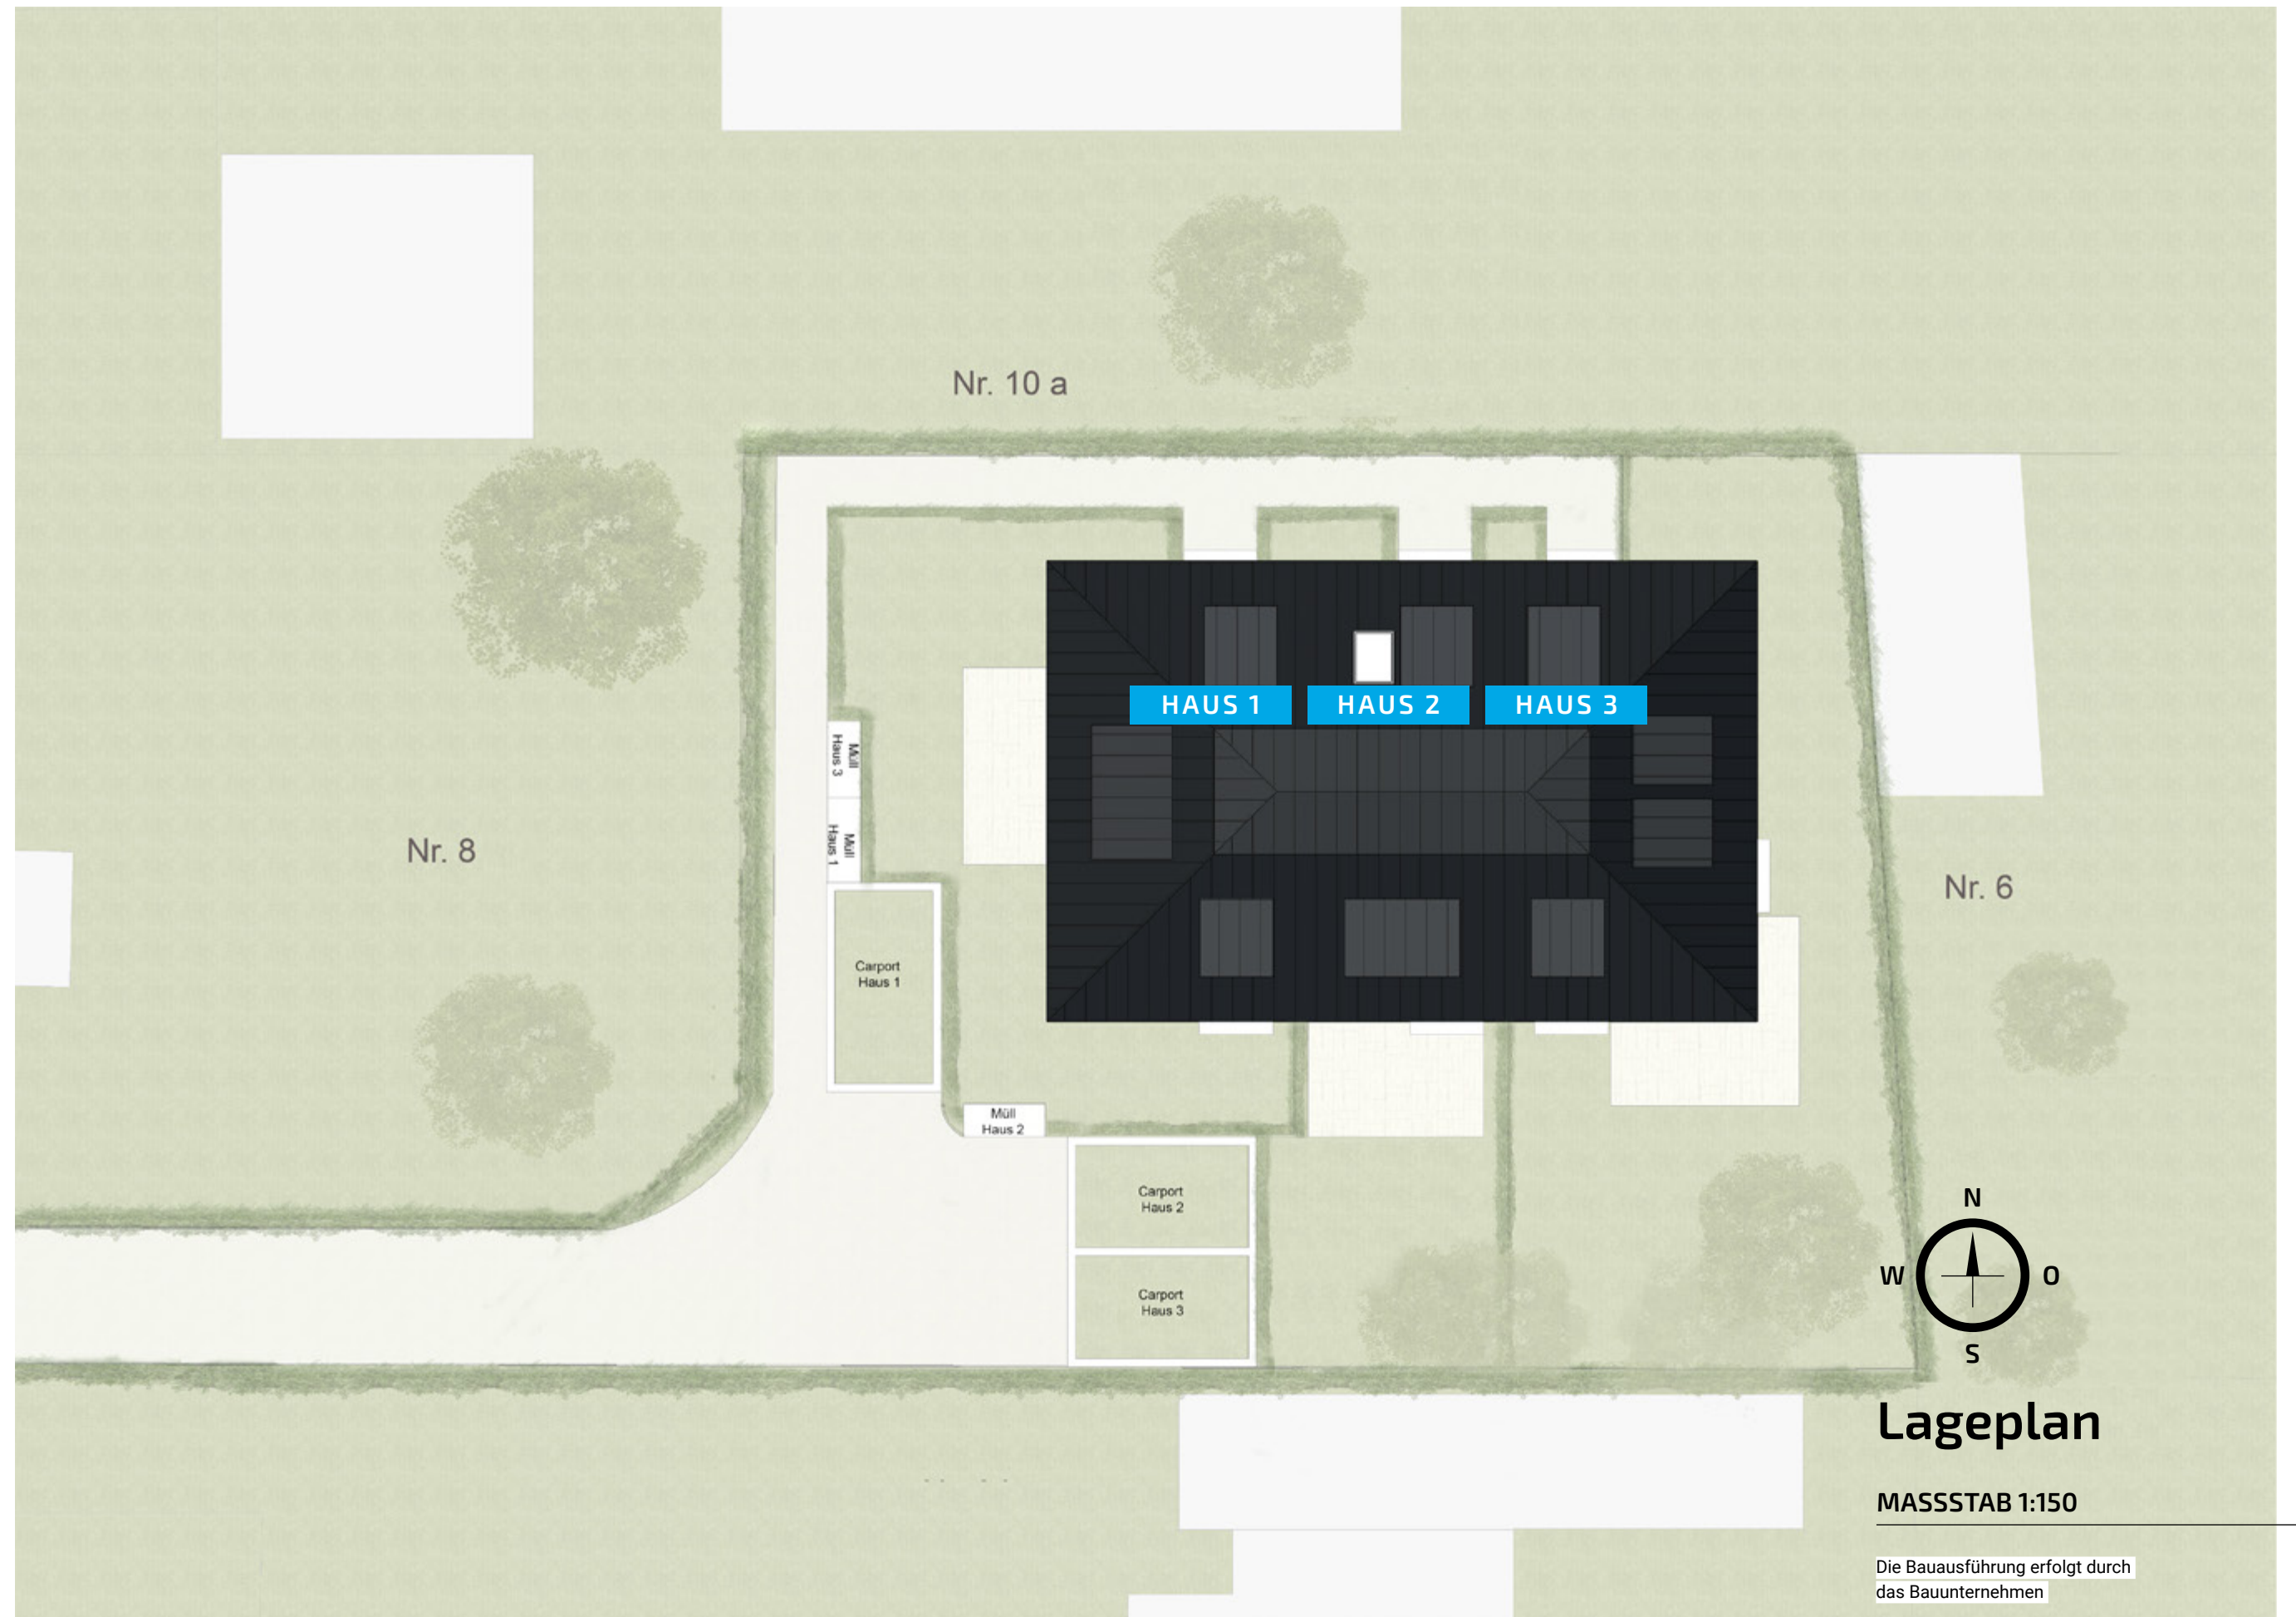 Nr. 10 a
HAUS 1
HAUS 2
HAUS 3
Müll
Haus 3
Müll
Haus 1
Nr. 8
Nr. 6
Carport
Haus 1
Müll
Haus 2
Carport
Haus 2
Carport
Haus 3
N
W
O
S
Lageplan
MASSSTAB 1:150
Die Bauausführung erfolgt durch
das Bauunternehmen